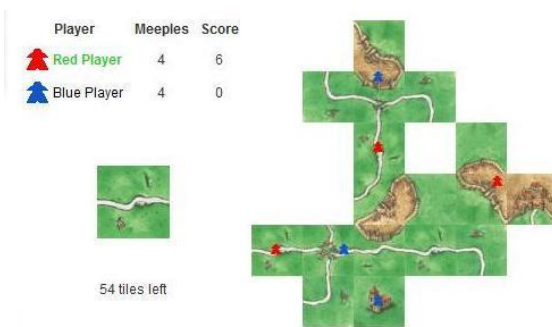 Player Meeples Score
Red Player 4 6
Blue Player 4 0
54 tiles left